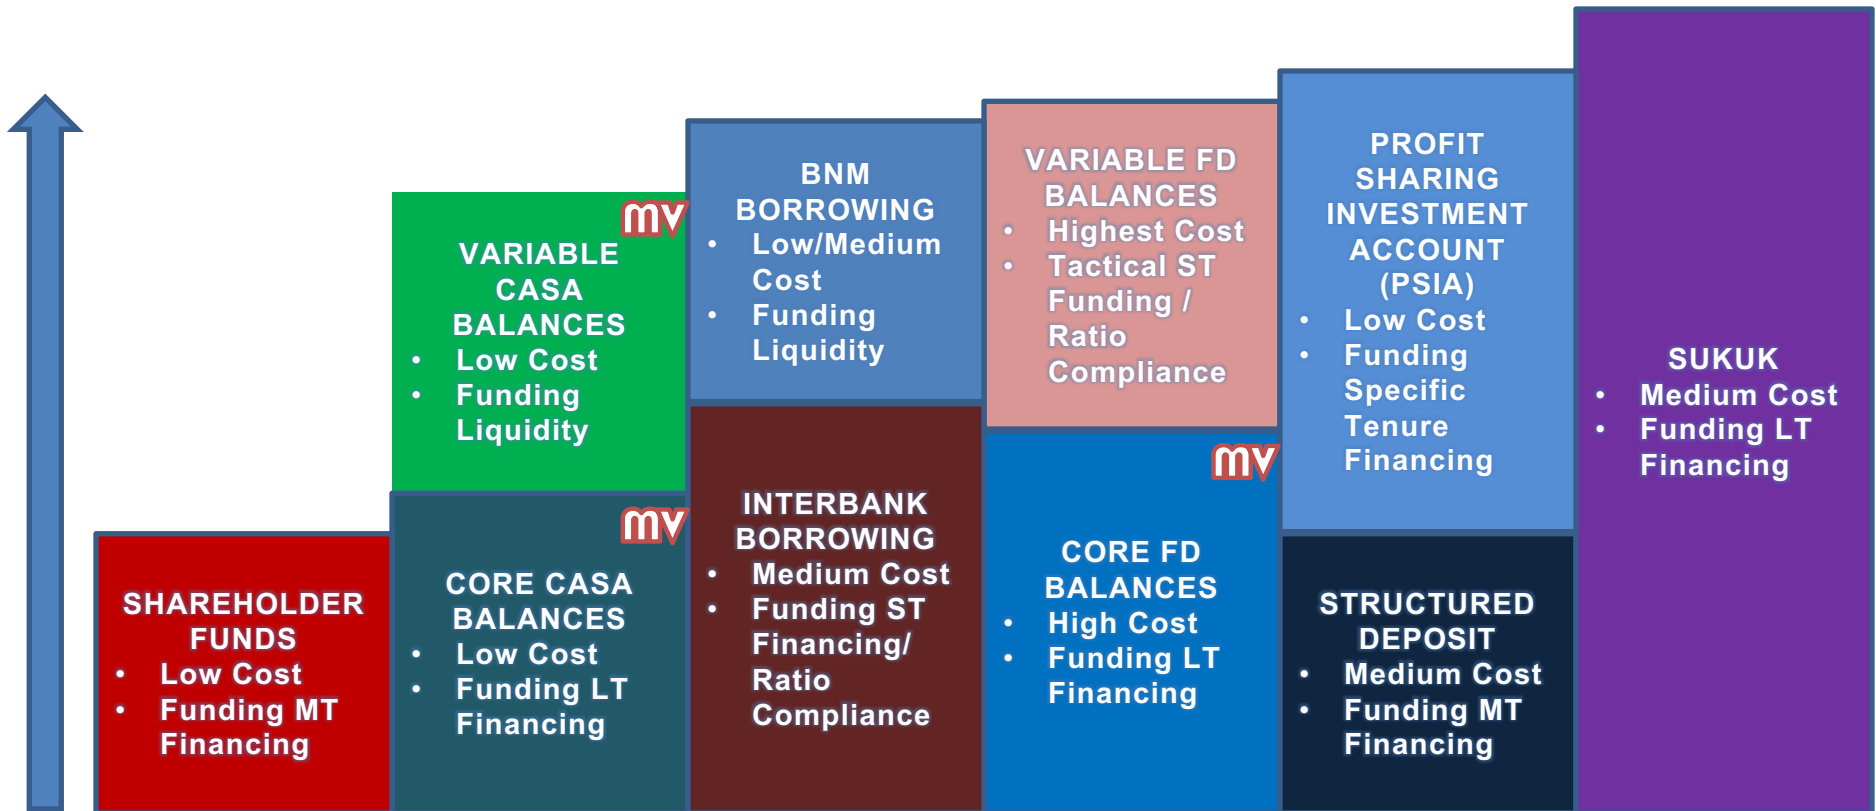 SHAREHOLDER
FUNDS
• Low Cost
• Funding MT
Financing
mv
VARIABLE
CASA
BALANCES
• Low Cost
• Funding
Liquidity
mv
CORE CASA
BALANCES
• Low Cost
• Funding LT
Financing
BNM
BORROWING
• Low/Medium
Cost
• Funding
Liquidity
INTERBANK
BORROWING
• Medium Cost
• Funding ST
Financing/
Ratio
Compliance
VARIABLE FD
BALANCES
• Highest Cost
• Tactical ST
Funding /
Ratio
Compliance
mv
CORE FD
BALANCES
• High Cost
• Funding LT
Financing
PROFIT
SHARING
INVESTMENT
ACCOUNT
(PSIA)
• Low Cost
• Funding
Specific
Tenure
Financing
STRUCTURED
DEPOSIT
• Medium Cost
• Funding MT
Financing
SUKUK
• Medium Cost
• Funding LT
Financing